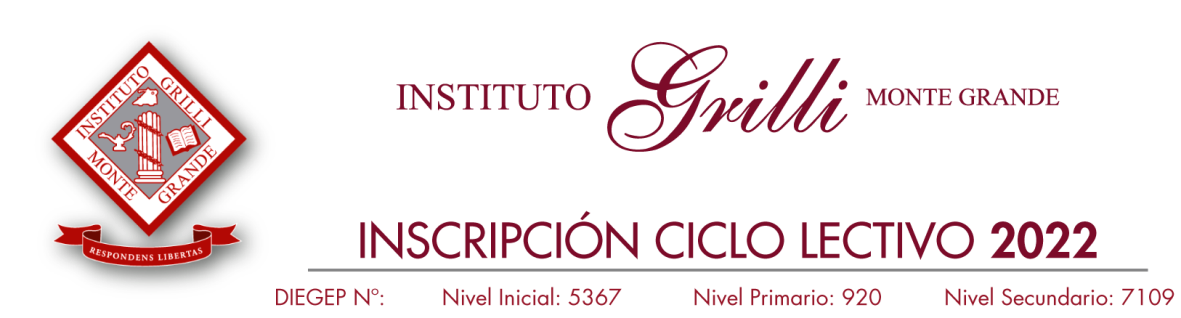 INSTITUTO GRILLI
MONTE GRANDE
RESPONDENS LIBERTAS
INSTITUTO Grilli MONTE GRANDE
INSCRIPCIÓN CICLO LECTIVO 2022
DIEGEP Nº: Nivel Inicial: 5367 Nivel Primario: 920 Nivel Secundario: 7109